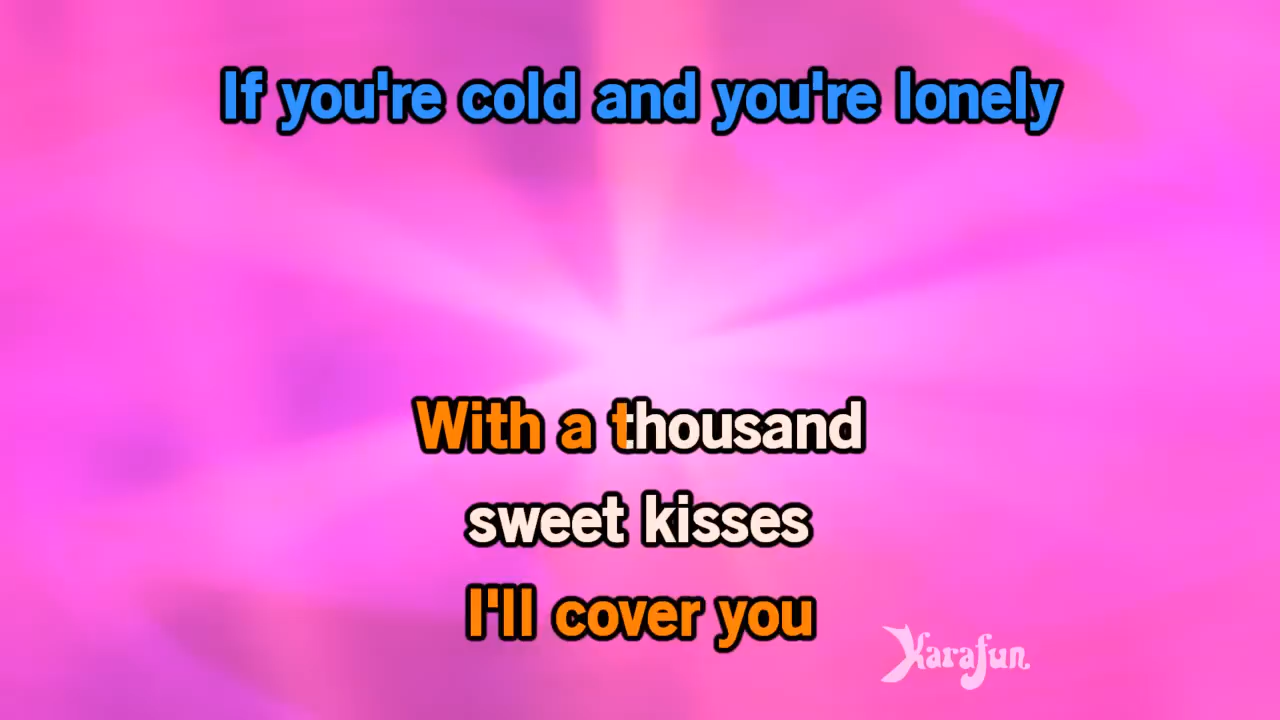 If you're cold and you're lonely
With a thousand
sweet kisses
I'll cover you
Karafun